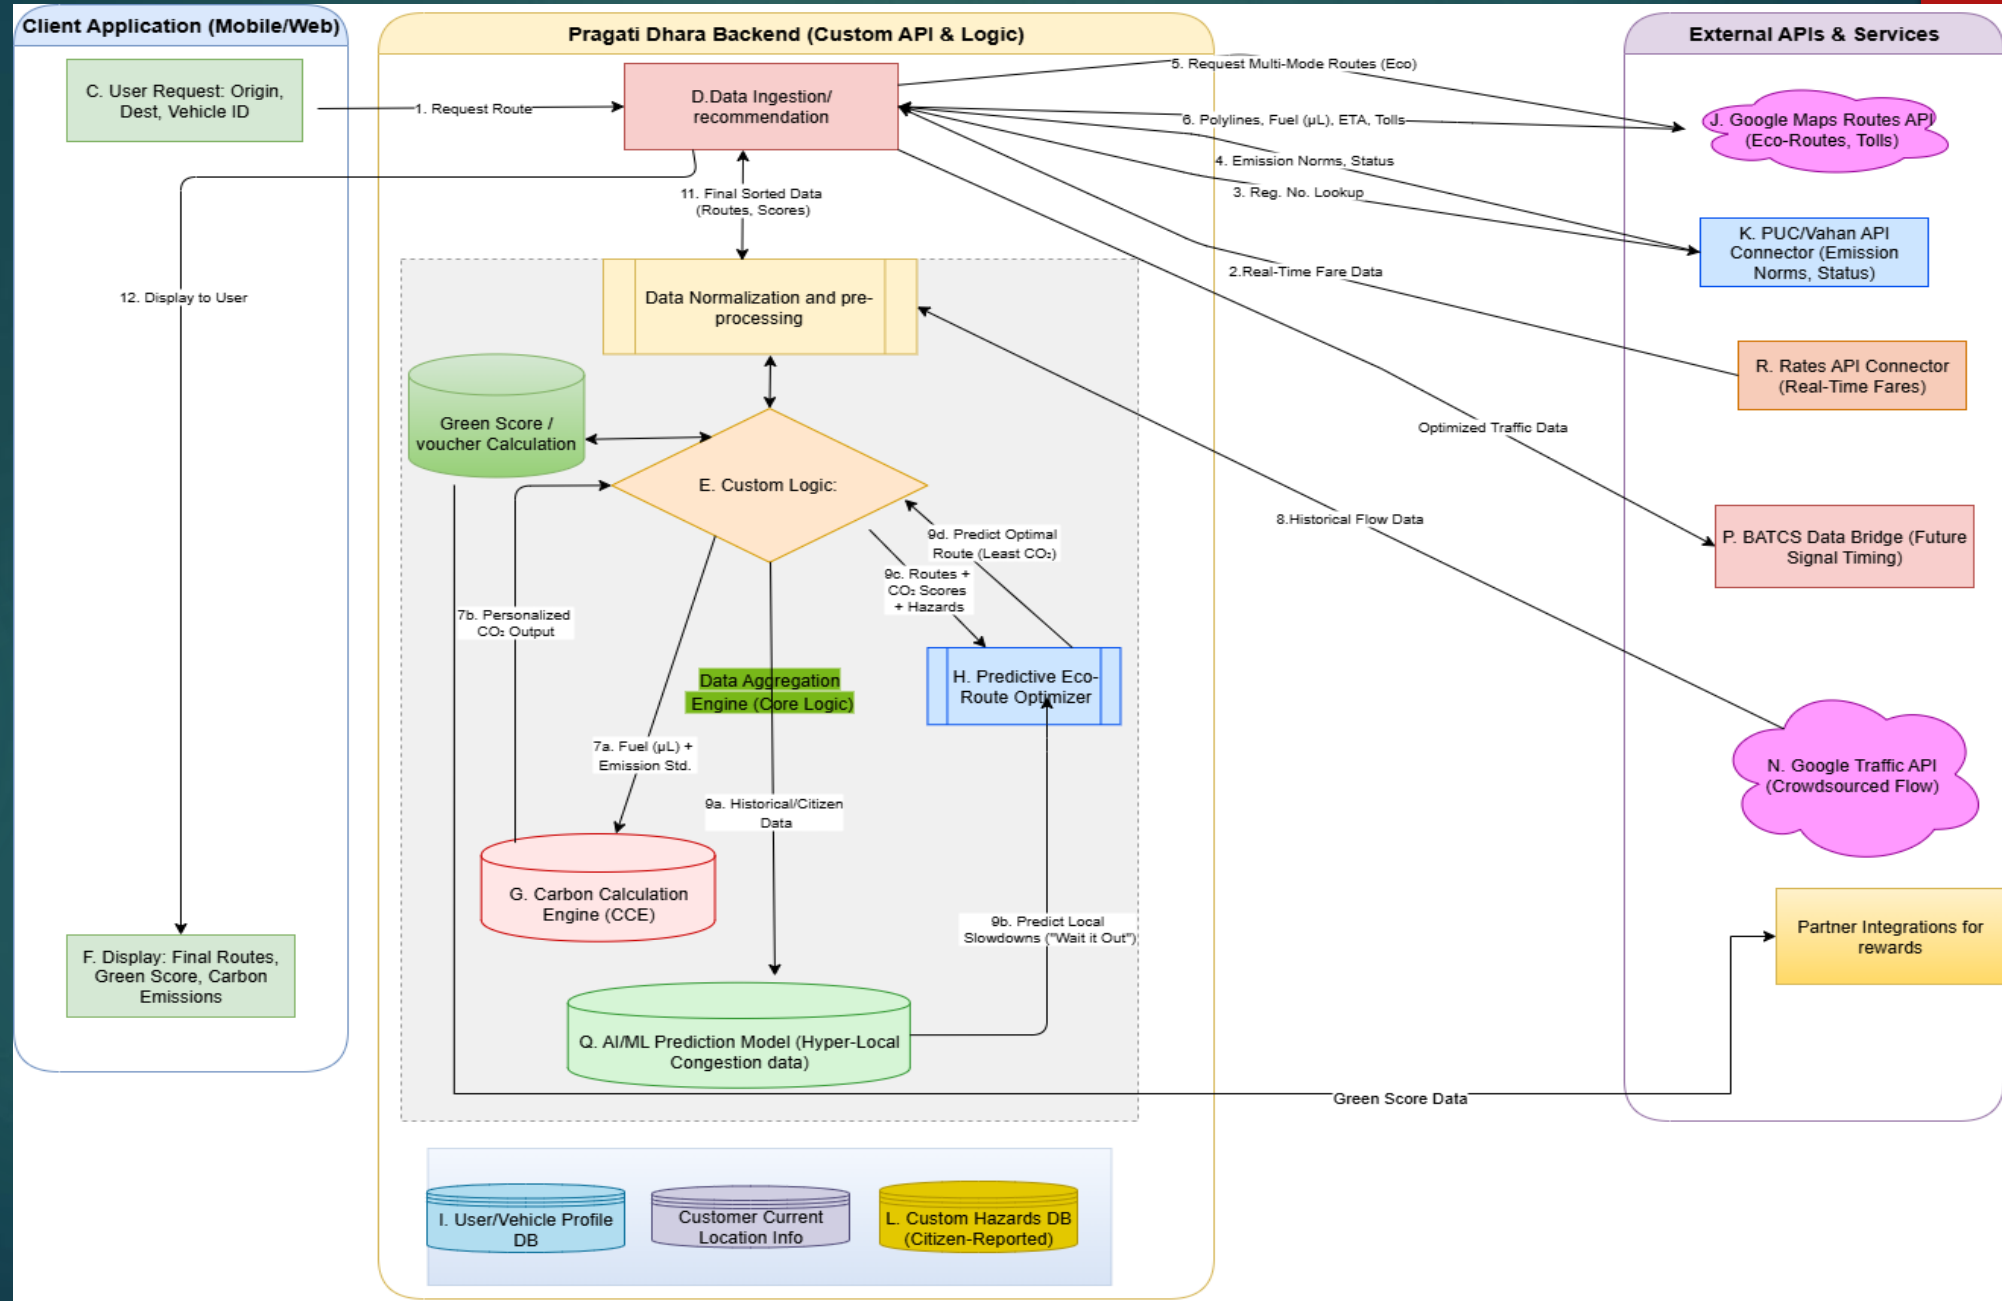 Client Application (Mobile/Web)
C. User Request: Origin,
Dest, Vehicle ID
12. Display to User
F. Display: Final Routes,
Green Score, Carbon
Emissions
1. Request Route
Pragati Dhara Backend (Custom API & Logic)
D.Data Ingestion/
recommendation
11. Final Sorted Data
(Routes, Scores)
Data Normalization and pre-
processing
Green Score /
voucher Calculation
E. Custom Logic:
9d. Predict Optimal
Route (Least CO₂)
9c. Routes +
CO₂ Scores
+ Hazards
7b. Personalized
CO₂ Output
Data Aggregation
Engine (Core Logic)
H. Predictive Eco-
Route Optimizer
7a. Fuel (µL) +
Emission Std.
9a. Historical/Citizen
Data
G. Carbon Calculation
Engine (CCE)
9b. Predict Local
Slowdowns ("Wait it Out")
Q. AI/ML Prediction Model (Hyper-Local
Congestion data)
I. User/Vehicle Profile
DB
Customer Current
Location Info
L. Custom Hazards DB
(Citizen-Reported)
5. Request Multi-Mode Routes (Eco)
6. Polylines, Fuel (µL), ETA, Tolls
4. Emission Norms, Status
3. Reg. No. Lookup
2.Real-Time Fare Data
Optimized Traffic Data
8.Historical Flow Data
Green Score Data
External APIs & Services
J. Google Maps Routes API
(Eco-Routes, Tolls)
K. PUC/Vahan API
Connector (Emission
Norms, Status)
R. Rates API Connector
(Real-Time Fares)
P. BATCS Data Bridge (Future
Signal Timing)
N. Google Traffic API
(Crowdsourced Flow)
Partner Integrations for
rewards